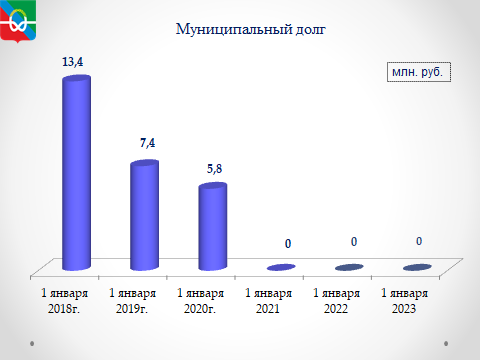 Муниципальный долг
млн. руб.
13,4
7,4
5,8
0
0
0
1 января
2018г.
1 января
2019г.
1 января
2020г.
1 января
2021
1 января
2022
1 января
2023